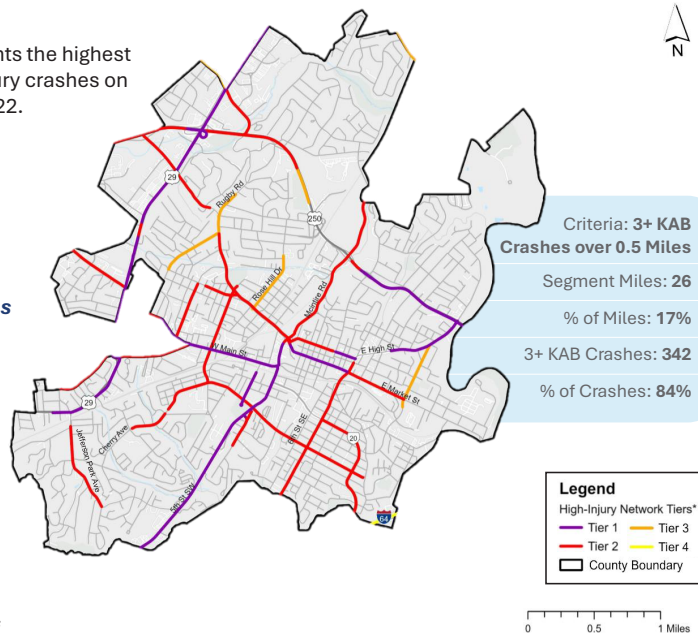 nts the highest
ury crashes on
22.
s
N
29
Rugby Rd
250
Rose Hill Dr
McIntire Rd
W Main St
E High St
E Market St
29
Cherry Ave
Jefferson Park Ave
5th St SW
6th St SE
20
64
Criteria: 3+ KAB
Crashes over 0.5 Miles
Segment Miles: 26
% of Miles: 17%
3+ KAB Crashes: 342
% of Crashes: 84%
Legend
High-Injury Network Tiers*
Tier 1 Tier 3
Tier 2 Tier 4
County Boundary
0 0.5 1 Miles